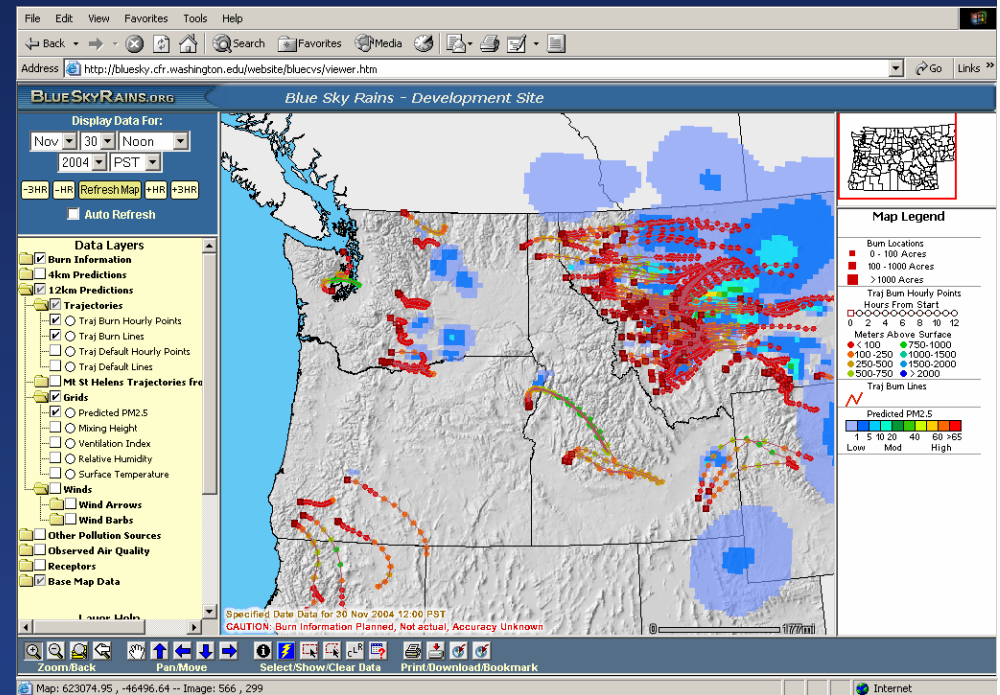 File Edit View Favorites Tools Help
Back Search Favorites Media
Address http://bluesky.cfr.washington.edu/website/bluecvs/viewer.htm Go Links »
BLUESKYRAINS.ORG Blue Sky Rains - Development Site
Display Data For:
Nov 30 Noon
2004 PST
-3HR -HR Refresh Map +HR +3HR
Auto Refresh
Data Layers
Burn Information
4km Predictions
12km Predictions
Trajectories
Traj Burn Hourly Points
Traj Burn Lines
Traj Default Hourly Points
Traj Default Lines
Mt St Helens Trajectories fro
Grids
Predicted PM2.5
Mixing Height
Ventilation Index
Relative Humidity
Surface Temperature
Winds
Wind Arrows
Wind Barbs
Other Pollution Sources
Observed Air Quality
Receptors
Base Map Data
Layer Help
Specified Date Data for 30 Nov 2004 12:00 PST
CAUTION: Burn Information Planned, Not actual, Accuracy Unknown
0 177mi
Map Legend
Burn Locations
0 - 100 Acres
100 - 1000 Acres
> 1000 Acres
Traj Burn Hourly Points
Hours From Start
0 2 4 6 8 10 12
Meters Above Surface
< 100 750-1000
100-250 1000-1500
250-500 1500-2000
500-750 > 2000
Traj Burn Lines
Predicted PM2.5
1 5 10 20 40 60 >65
Low Mod High
Zoom/Back Pan/Move Select/Show/Clear Data Print/Download/Bookmark
Map: 623074.95 , -46496.64 -- Image: 566 , 299 Internet